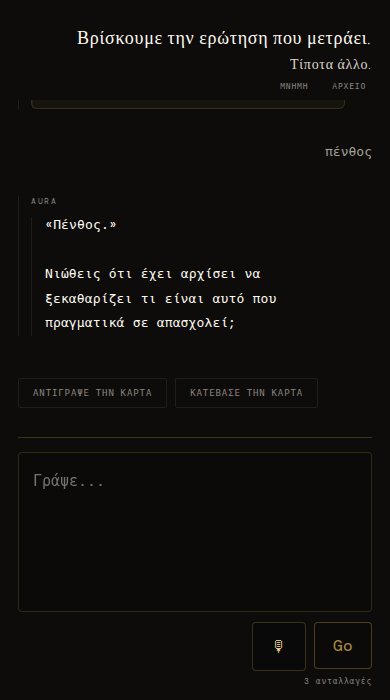 Βρίσκουμε την ερώτηση που μετράει.
Τίποτα άλλο.
ΜΝΗΜΗ ΑΡΧΕΙΟ
πένθος
AURA
«Πένθος.»
Νιώθεις ότι έχει αρχίσει να
ξεκαθαρίζει τι είναι αυτό που
πραγματικά σε απασχολεί;
ΑΝΤΙΓΡΑΨΕ ΤΗΝ ΚΑΡΤΑ ΚΑΤΕΒΑΣΕ ΤΗΝ ΚΑΡΤΑ
Γράψε...
Go
3 ανταλλαγές